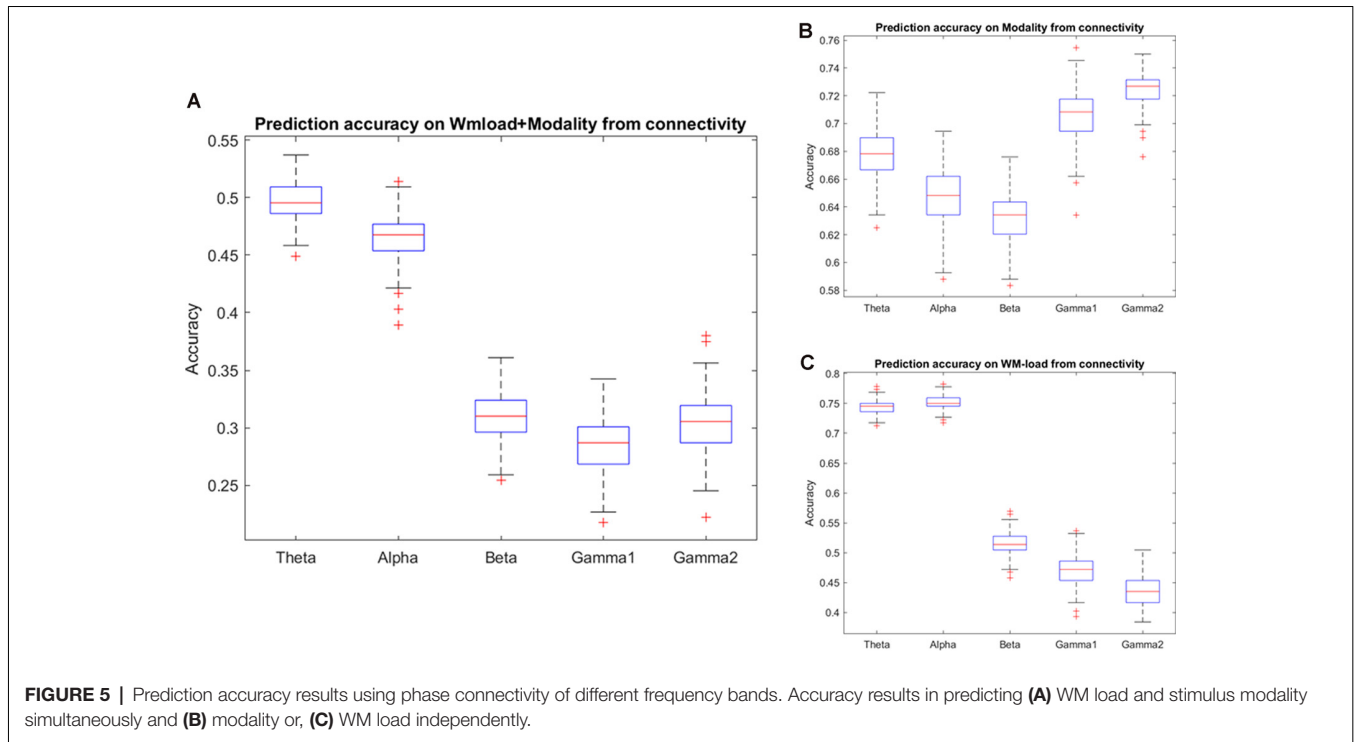 A
Prediction accuracy on Wmload+Modality from connectivity
Accuracy
0.55
0.5
0.45
0.4
0.35
0.3
0.25
Theta Alpha Beta Gamma1 Gamma2
B
Prediction accuracy on Modality from connectivity
Accuracy
0.76
0.74
0.72
0.7
0.68
0.66
0.64
0.62
0.6
0.58
Theta Alpha Beta Gamma1 Gamma2
C
Prediction accuracy on WM-load from connectivity
Accuracy
0.8
0.75
0.7
0.65
0.6
0.55
0.5
0.45
0.4
Theta Alpha Beta Gamma1 Gamma2
FIGURE 5 | Prediction accuracy results using phase connectivity of different frequency bands. Accuracy results in predicting (A) WM load and stimulus modality
simultaneously and (B) modality or, (C) WM load independently.